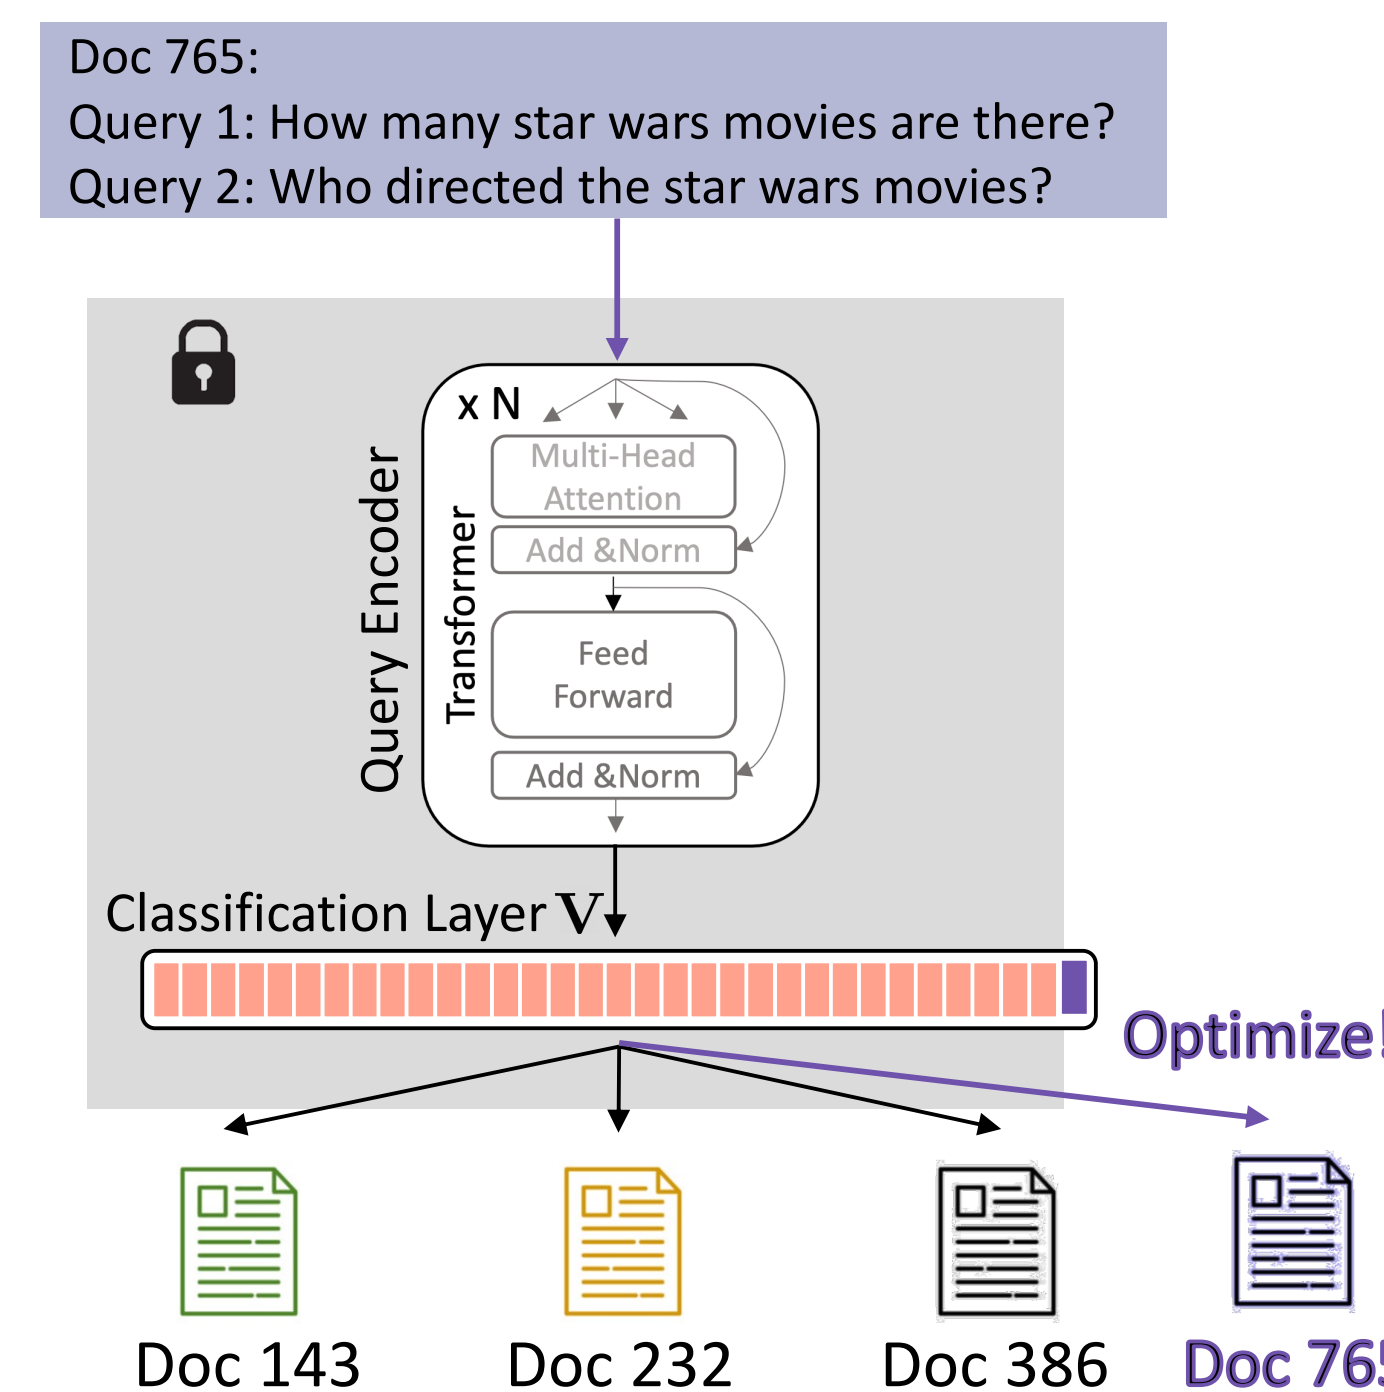 Doc 765:
Query 1: How many star wars movies are there?
Query 2: Who directed the star wars movies?
x N
Multi-Head
Attention
Add &Norm
Feed
Forward
Add &Norm
Transformer
Query Encoder
Classification Layer V
Optimize!
Doc 143
Doc 232
Doc 386
Doc 765